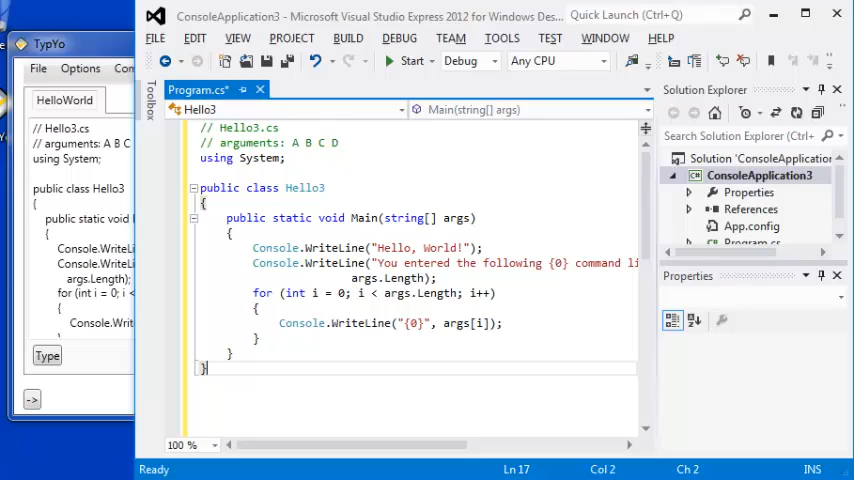 TypYo
File Options Com
HelloWorld
// Hello3.cs
// arguments: A B C
using System;
public class Hello3
{
public static void
{
Console.WriteL
Console.WriteL
args.Length);
for (int i = 0; i <
{
Console.Writ
Type
->
ConsoleApplication3 - Microsoft Visual Studio Express 2012 for Windows Des...
Quick Launch (Ctrl+Q)
FILE EDIT VIEW PROJECT BUILD DEBUG TEAM TOOLS TEST WINDOW HELP
Start Debug Any CPU
Toolbox
Program.cs*
Hello3 Main(string[] args)
// Hello3.cs
// arguments: A B C D
using System;
public class Hello3
{
public static void Main(string[] args)
{
Console.WriteLine("Hello, World!");
Console.WriteLine("You entered the following {0} command li
args.Length);
for (int i = 0; i < args.Length; i++)
{
Console.WriteLine("{0}", args[i]);
}
}
}
100 %
Solution Explorer
Search Solution Explorer (Ctrl+
Solution 'ConsoleApplication
ConsoleApplication3
Properties
References
App.config
Program.cs
Properties
Ready Ln 17 Col 2 Ch 2 INS